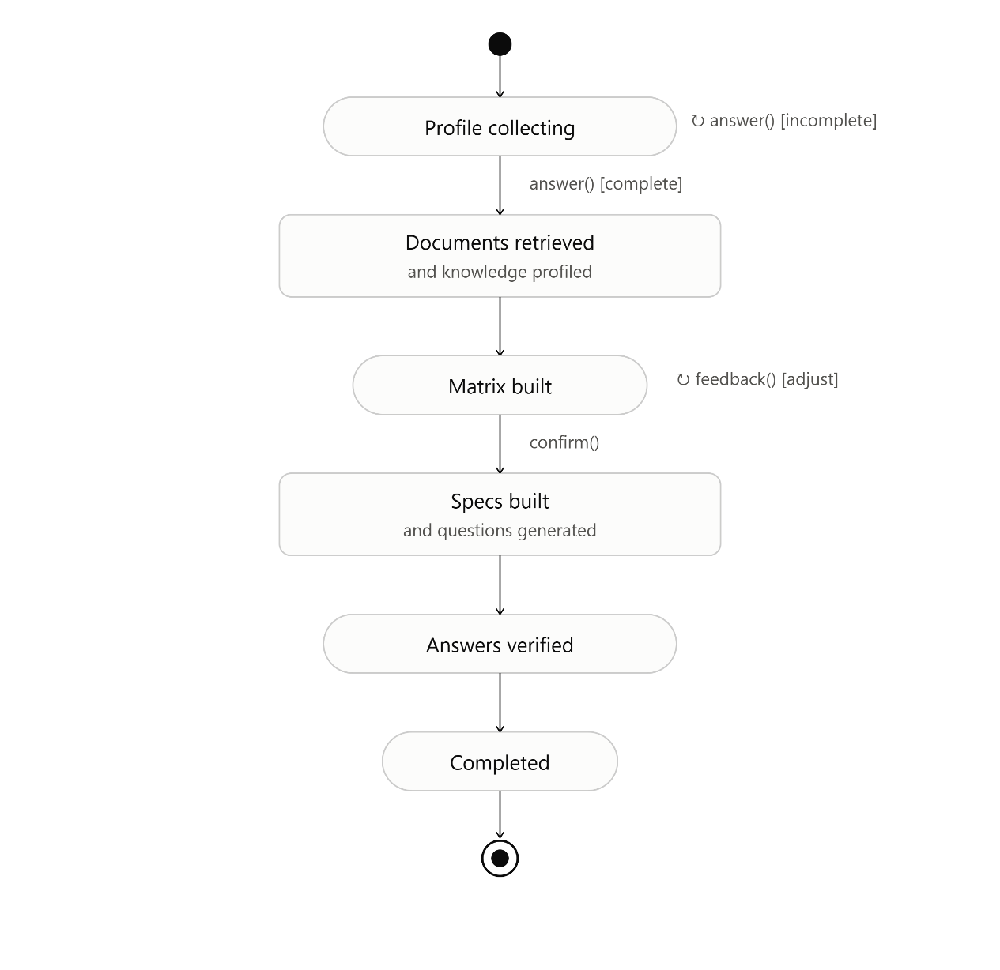 Profile collecting
↻ answer() [incomplete]
answer() [complete]
Documents retrieved
and knowledge profiled
Matrix built
↻ feedback() [adjust]
confirm()
Specs built
and questions generated
Answers verified
Completed